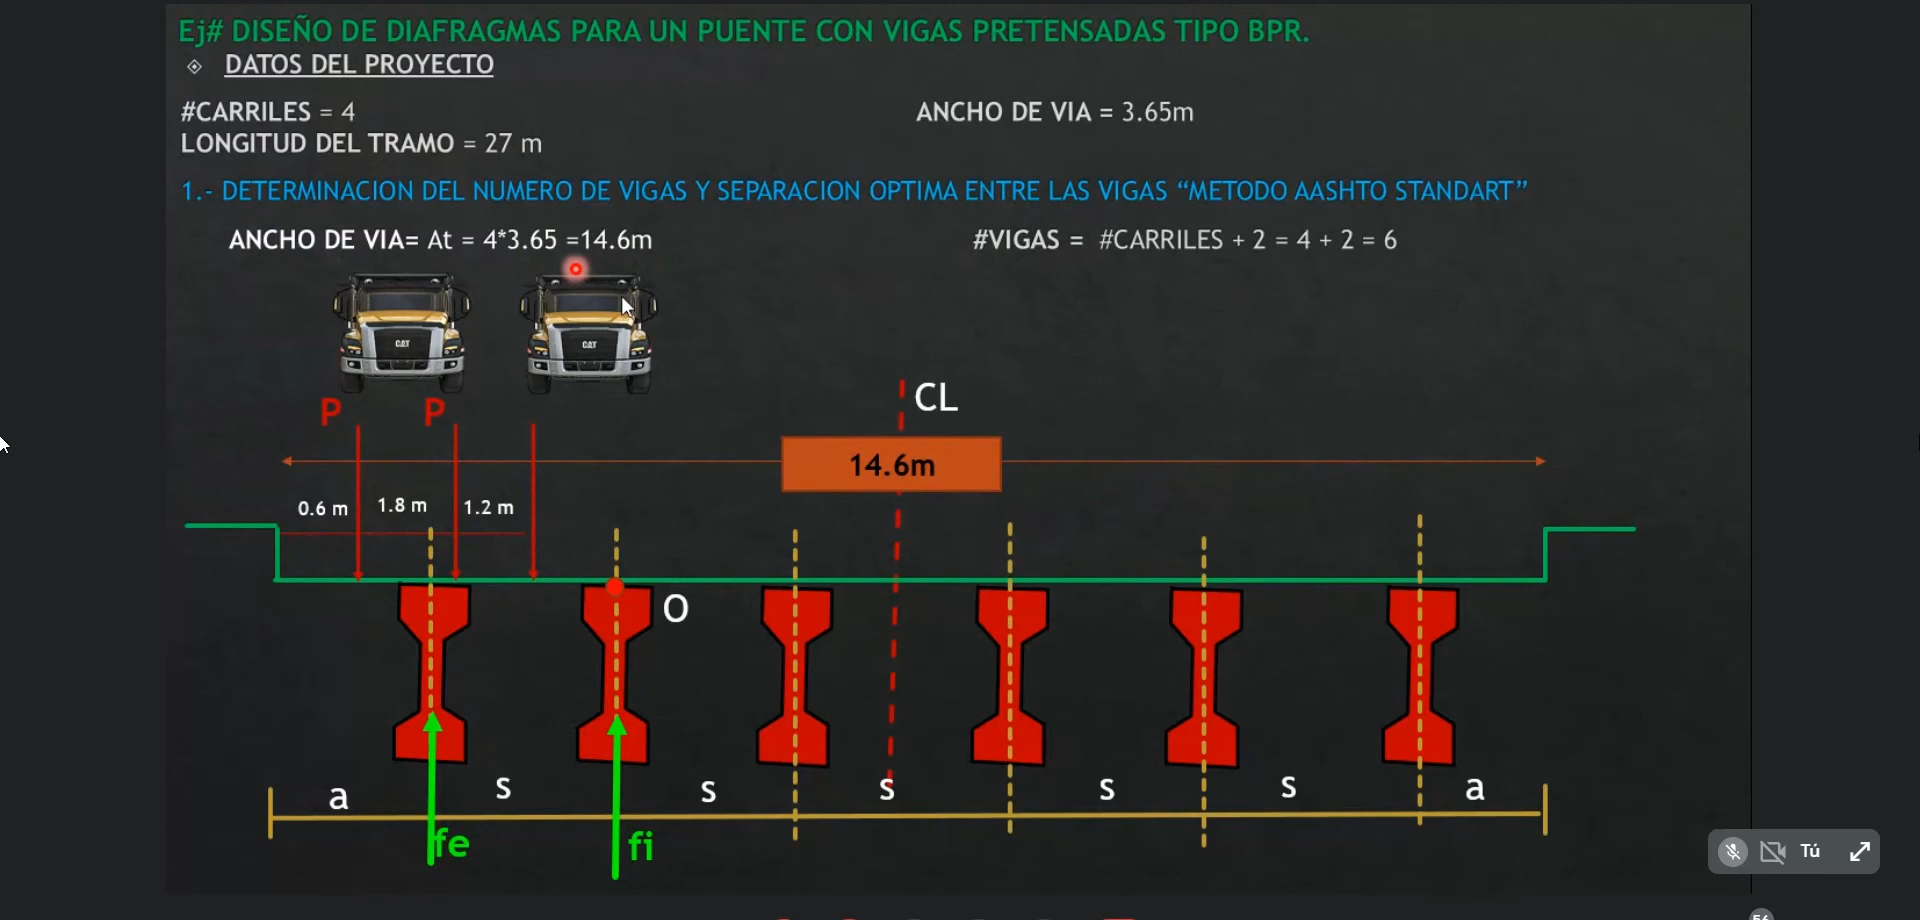 Ej# DISEÑO DE DIAFRAGMAS PARA UN PUENTE CON VIGAS PRETENSADAS TIPO BPR.
DATOS DEL PROYECTO
#CARRILES = 4
ANCHO DE VIA = 3.65m
LONGITUD DEL TRAMO = 27 m
1.- DETERMINACION DEL NUMERO DE VIGAS Y SEPARACION OPTIMA ENTRE LAS VIGAS “METODO AASHTO STANDART”
ANCHO DE VIA= At = 4*3.65 =14.6m
#VIGAS = #CARRILES + 2 = 4 + 2 = 6
CAT
CAT
CL
P
P
14.6m
0.6 m
1.8 m
1.2 m
O
a
s
s
s
s
s
a
fe
fi
Tú